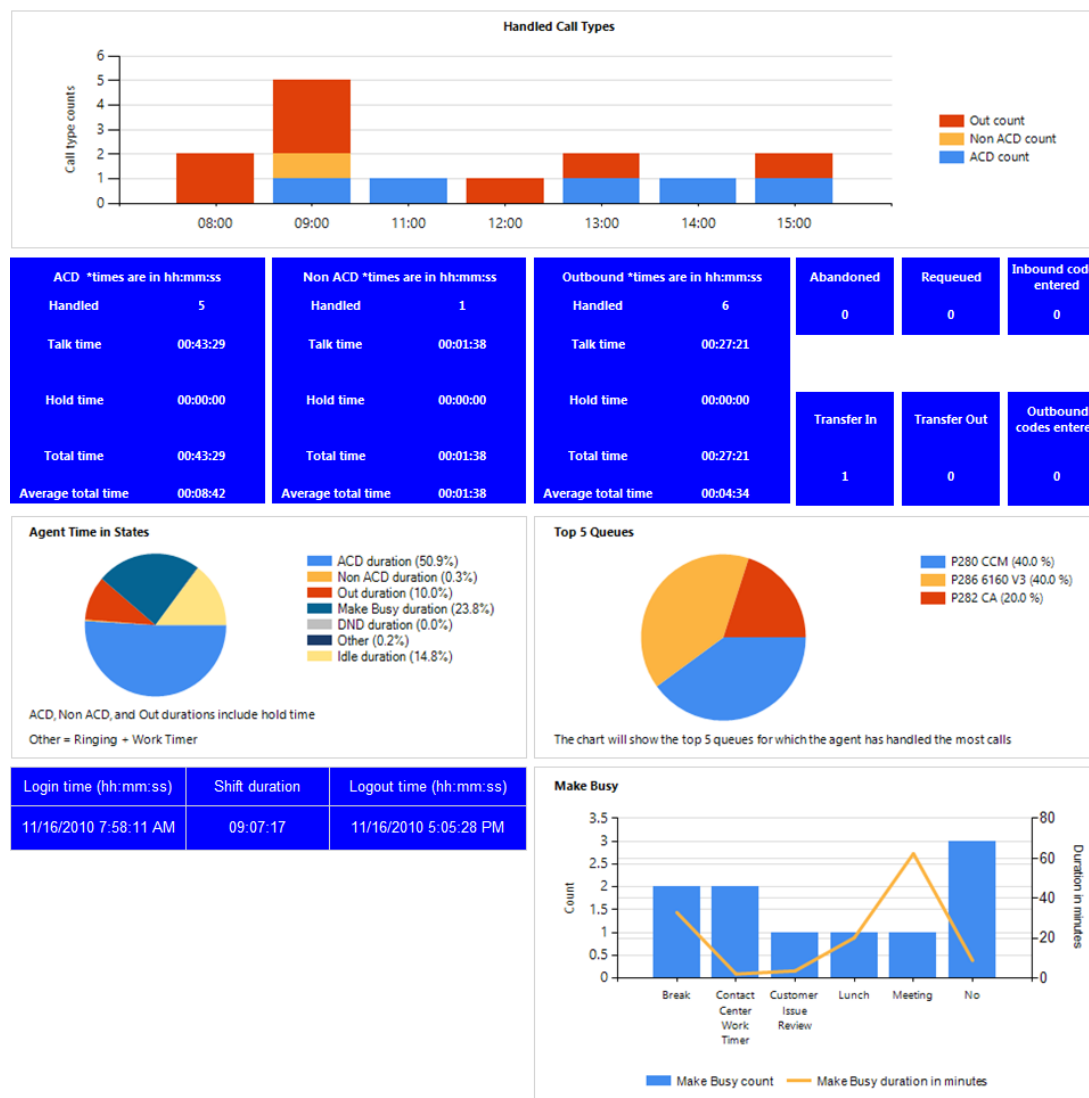 Handled Call Types
Call type counts
6
5
4
3
2
1
0
08:00 09:00 11:00 12:00 13:00 14:00 15:00
Out count
Non ACD count
ACD count
ACD *times are in hh:mm:ss
Handled 5
Talk time 00:43:29
Hold time 00:00:00
Total time 00:43:29
Average total time 00:08:42
Non ACD *times are in hh:mm:ss
Handled 1
Talk time 00:01:38
Hold time 00:00:00
Total time 00:01:38
Average total time 00:01:38
Outbound *times are in hh:mm:ss
Handled 6
Talk time 00:27:21
Hold time 00:00:00
Total time 00:27:21
Average total time 00:04:34
Abandoned
0
Requeued
0
Inbound cod
entered
0
Transfer In
1
Transfer Out
0
Outbound
codes entere
0
Agent Time in States
ACD duration (50.9%)
Non ACD duration (0.3%)
Out duration (10.0%)
Make Busy duration (23.8%)
DND duration (0.0%)
Other (0.2%)
Idle duration (14.8%)
ACD, Non ACD, and Out durations include hold time
Other = Ringing + Work Timer
Top 5 Queues
P280 CCM (40.0 %)
P286 6160 V3 (40.0 %)
P282 CA (20.0 %)
The chart will show the top 5 queues for which the agent has handled the most calls
Login time (hh:mm:ss) Shift duration Logout time (hh:mm:ss)
11/16/2010 7:58:11 AM 09:07:17 11/16/2010 5:05:28 PM
Make Busy
Count
3.5
3
2.5
2
1.5
1
0.5
0
80
60
40
20
0
Duration in minutes
Break
Contact
Center
Work
Timer
Customer
Issue
Review
Lunch
Meeting
No
Make Busy count
Make Busy duration in minutes